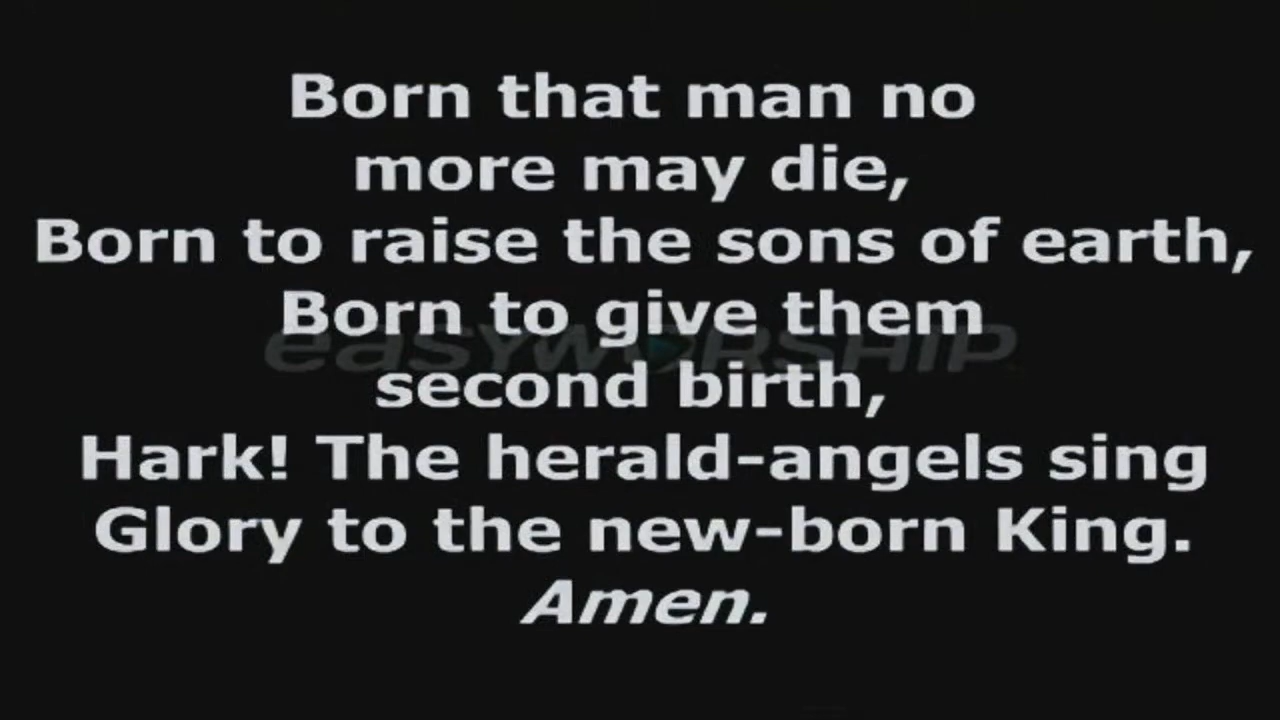 Born that man no
more may die,
Born to raise the sons of earth,
Born to give them
easyworship
second birth,
Hark! The herald-angels sing
Glory to the new-born King.
Amen.